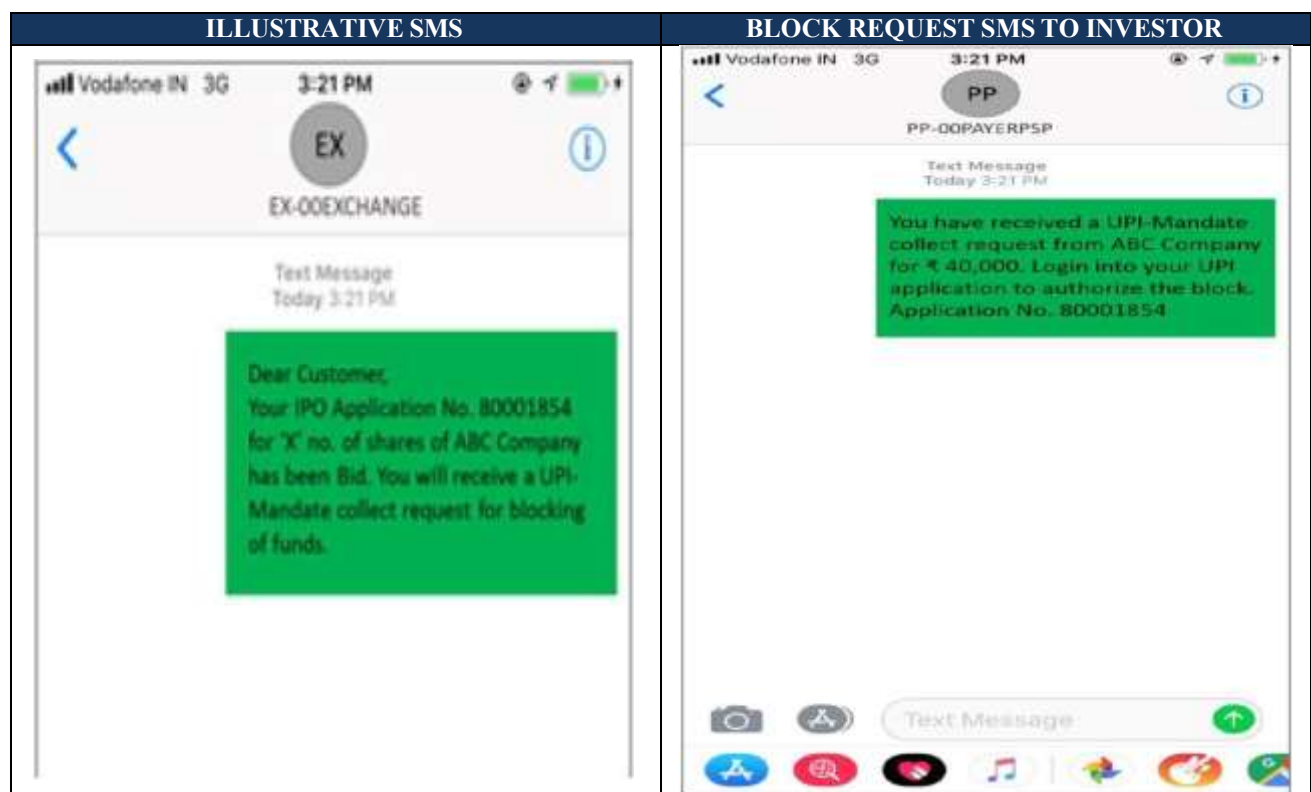 ILLUSTRATIVE SMS
Vodafone IN 3G 3:21 PM
EX
EX-00EXCHANGE
Text Message
Today 3:21 PM
Dear Customer,
Your IPO Application No. 80001854
for 'X' no. of shares of ABC Company
has been Bid. You will receive a UPI-
Mandate collect request for blocking
of funds.
BLOCK REQUEST SMS TO INVESTOR
Vodafone IN 3G 3:21 PM
PP
PP-00PAYERPSP
Text Message
Today 3:21 PM
You have received a UPI-Mandate
collect request from ABC Company
for ₹ 40,000. Login into your UPI
application to authorize the block.
Application No. 80001854
Text Message